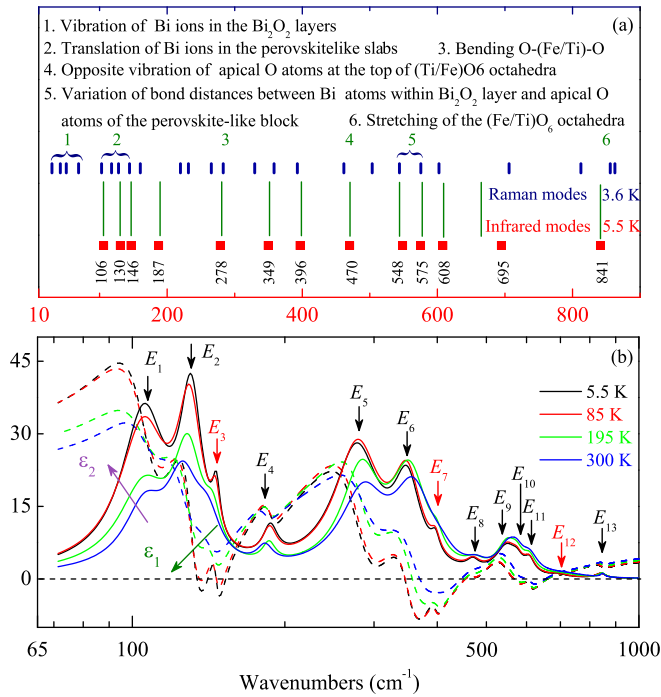 1. Vibration of Bi ions in the Bi₂O₂ layers (a)
2. Translation of Bi ions in the perovskitelike slabs 3. Bending O-(Fe/Ti)-O
4. Opposite vibration of apical O atoms at the top of (Ti/Fe)O6 octahedra
5. Variation of bond distances between Bi atoms within Bi₂O₂ layer and apical O
atoms of the perovskite-like block 6. Stretching of the (Fe/Ti)O₆ octahedra
1 2 3 4 5 6
Raman modes 3.6 K
Infrared modes 5.5 K
106 130 146 187 278 349 396 470 548 575 608 695 841
10 200 400 600 800
(b)
45
30
15
0
E₁ E₂ E₃ E₄ E₅ E₆ E₇ E₈ E₉ E₁₀ E₁₁ E₁₂ E₁₃
5.5 K
85 K
195 K
300 K
ε₂
ε₁
65 100 500 1000
Wavenumbers (cm⁻¹)